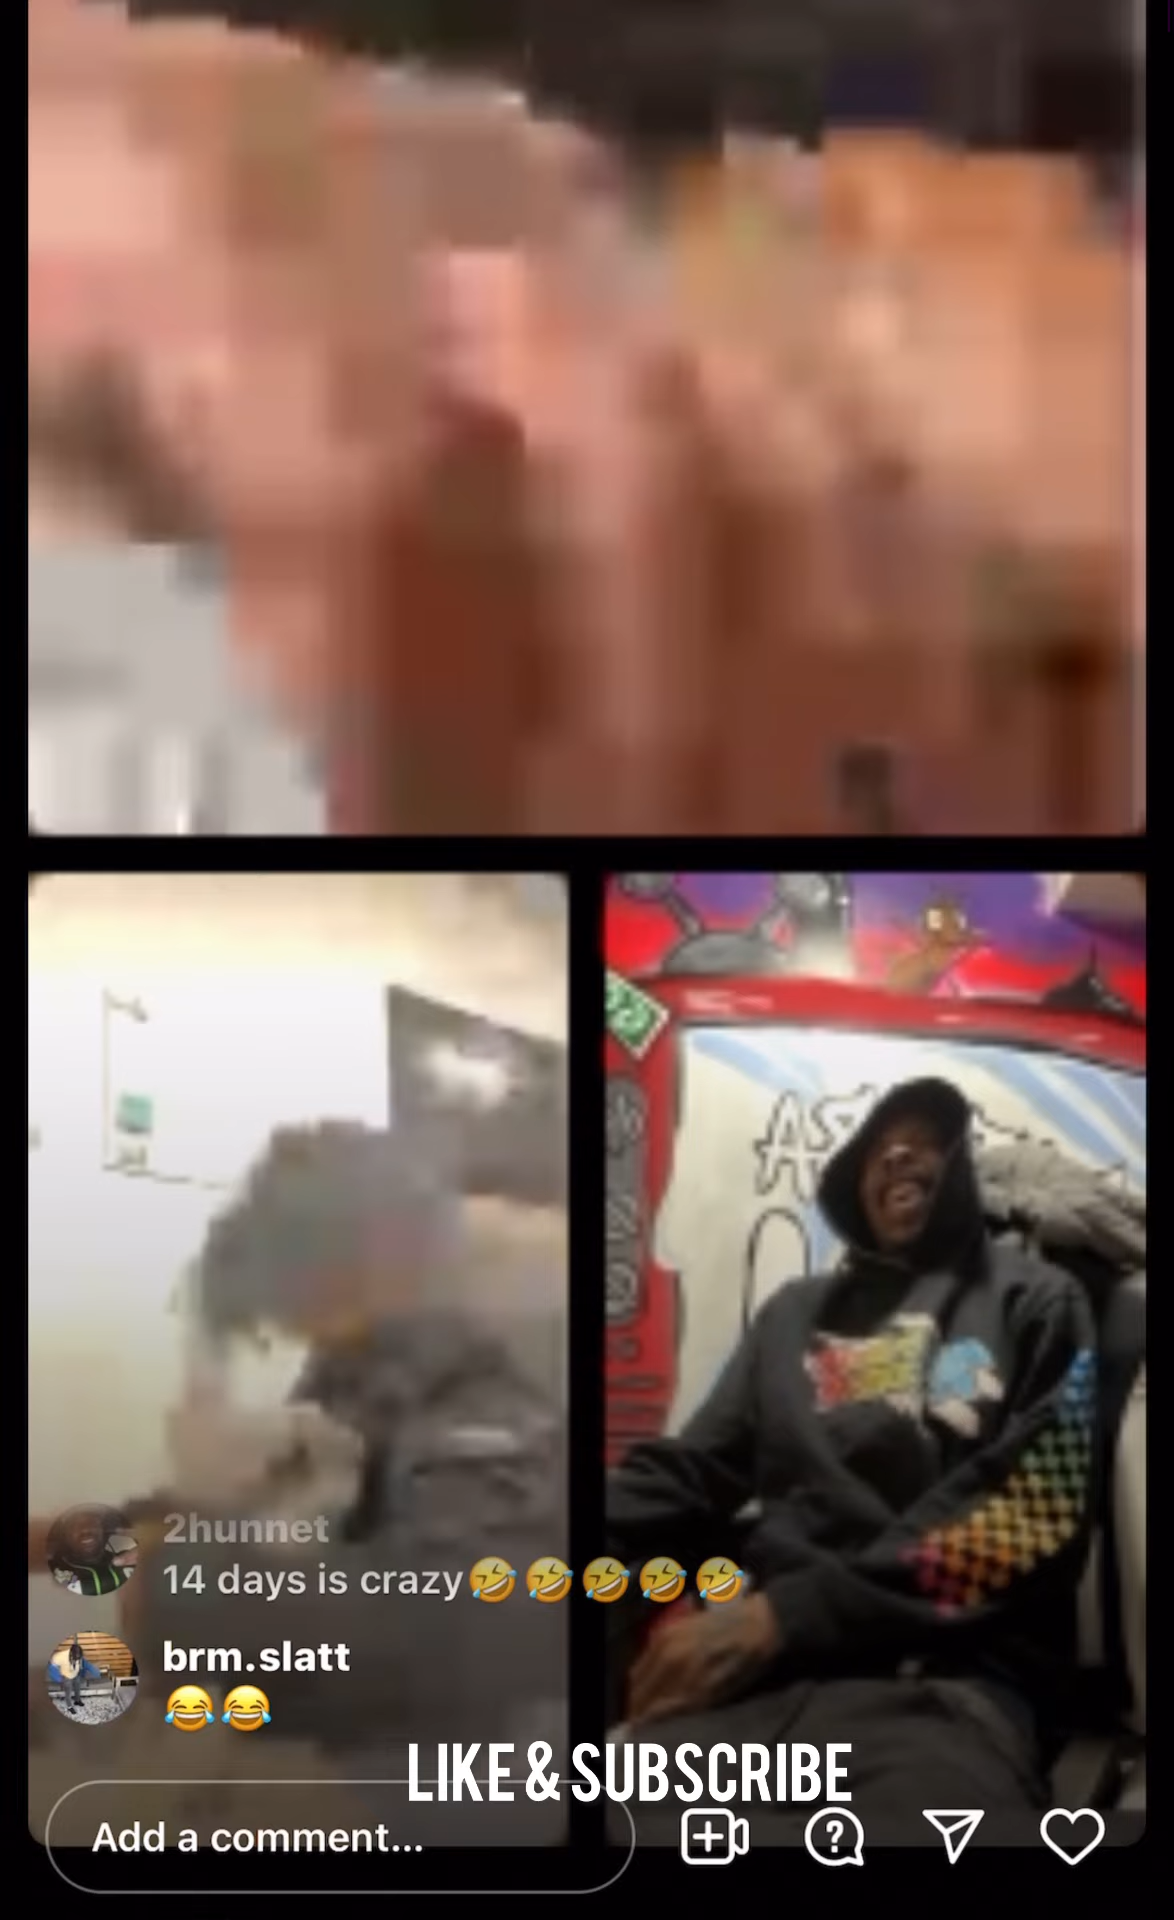 2hunnet
14 days is crazy🤣🤣🤣🤣🤣
brm.slatt
😂😂
LIKE & SUBSCRIBE
Add a comment...